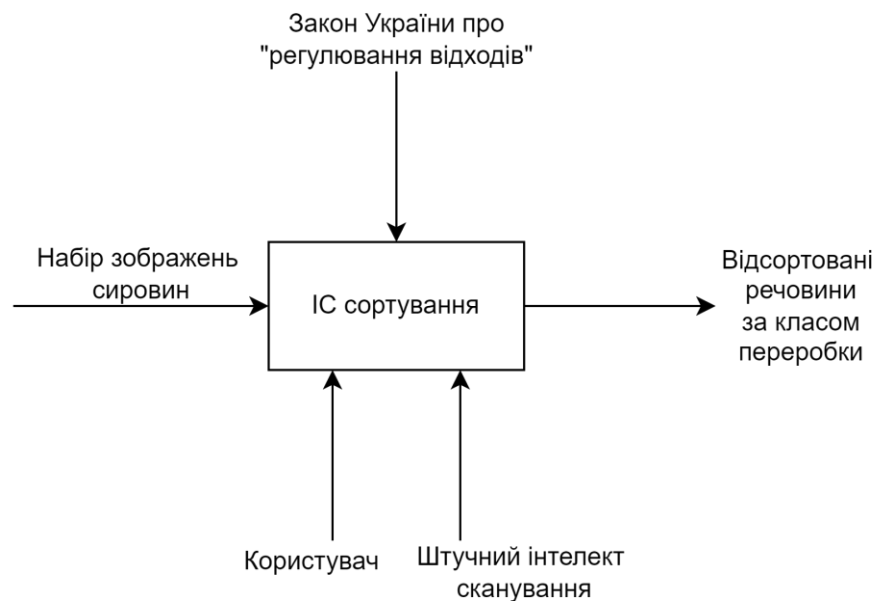 Закон України про
"регулювання відходів"
Набір зображень
сировин
ІС сортування
Відсортовані
речовини
за класом
переробки
Користувач
Штучний інтелект
сканування